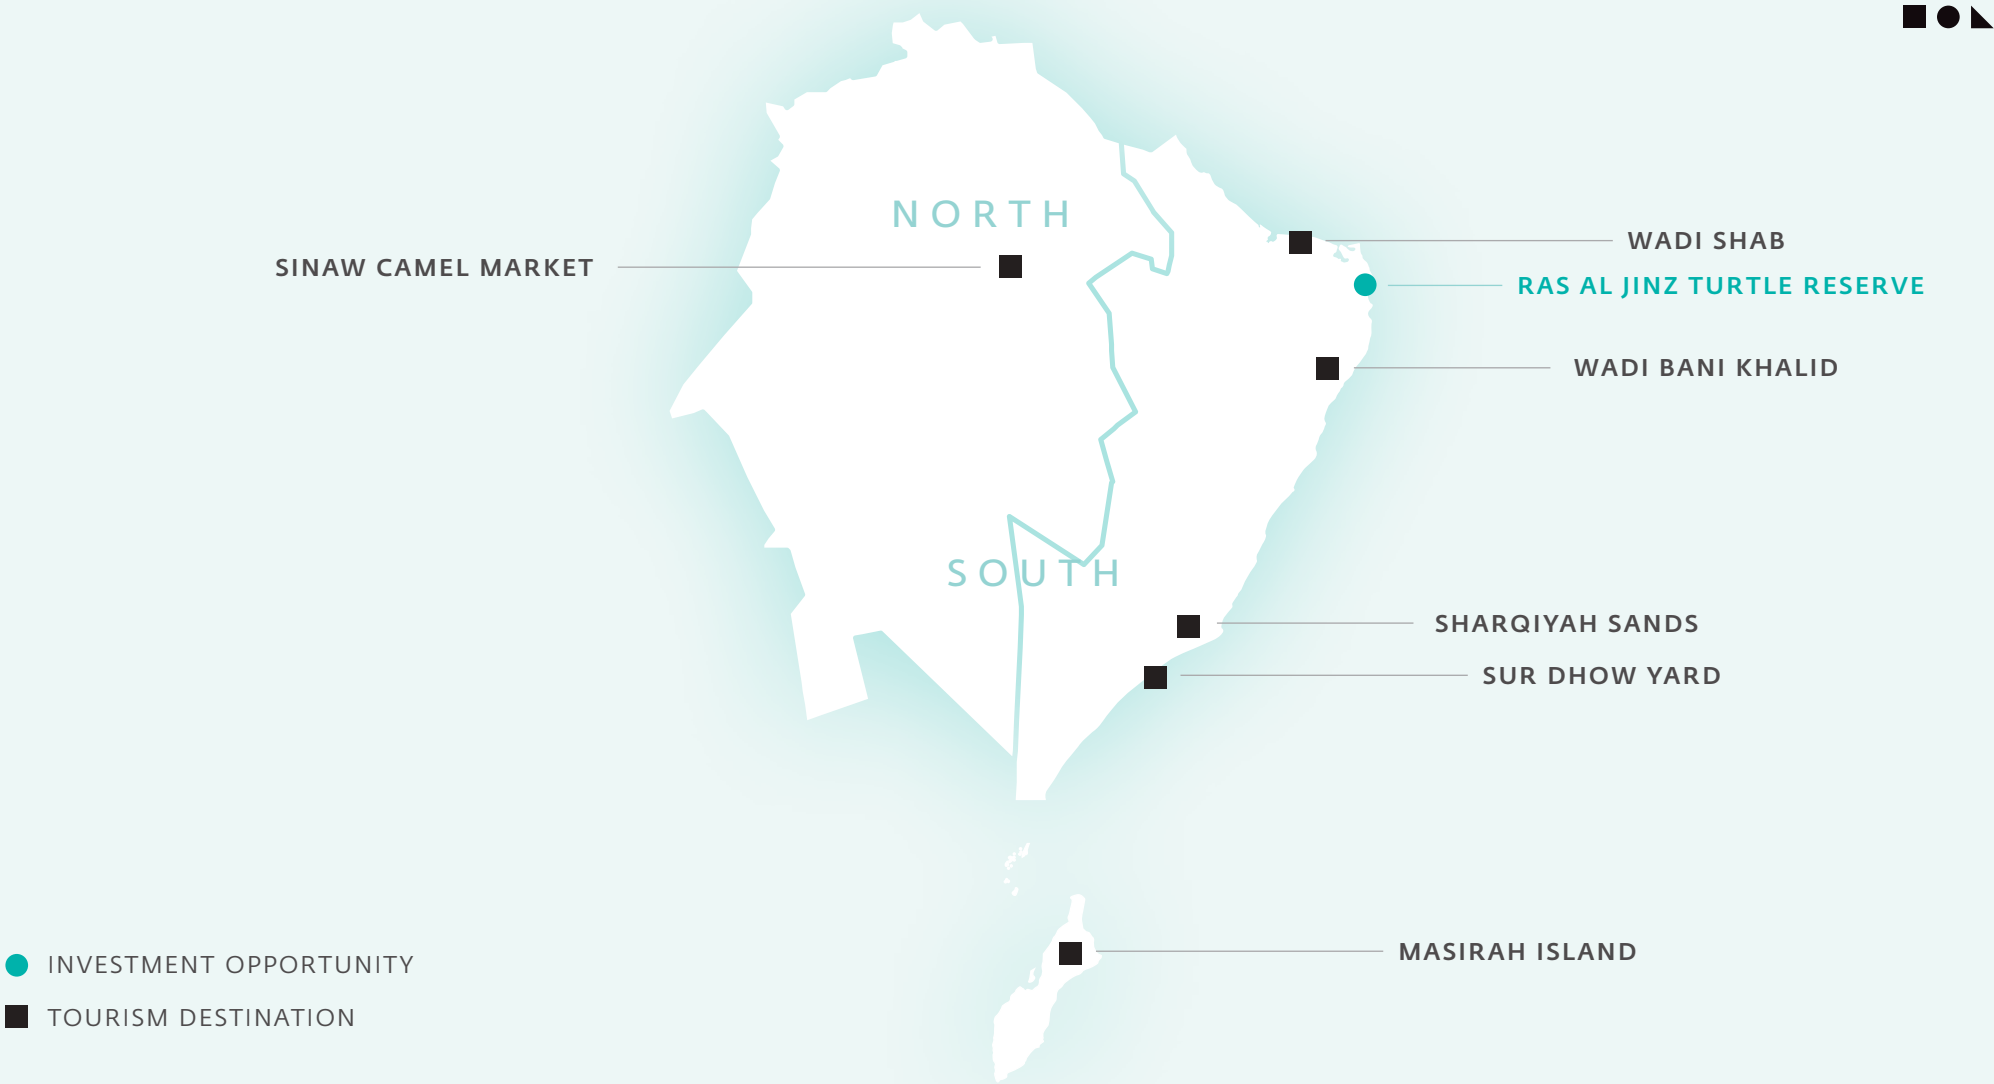 NORTH
WADI SHAB
SINAW CAMEL MARKET
RAS AL JINZ TURTLE RESERVE
WADI BANI KHALID
SOUTH
SHARQIYAH SANDS
SUR DHOW YARD
MASIRAH ISLAND
INVESTMENT OPPORTUNITY
TOURISM DESTINATION